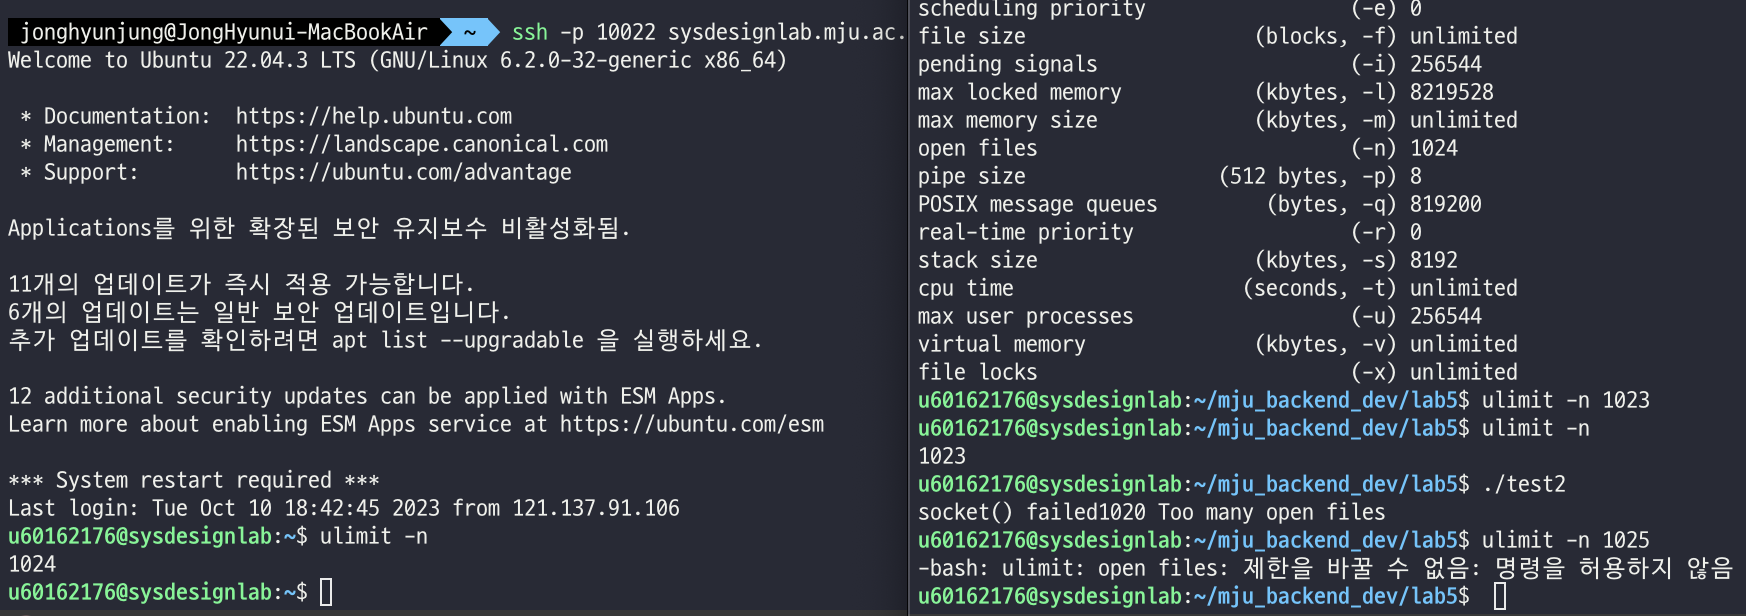 jonghyunjung@JongHyunui-MacBookAir ~ ssh -p 10022 sysdesignlab.mju.ac.
Welcome to Ubuntu 22.04.3 LTS (GNU/Linux 6.2.0-32-generic x86_64)
* Documentation:  https://help.ubuntu.com
* Management:     https://landscape.canonical.com
* Support:        https://ubuntu.com/advantage
Applications를 위한 확장된 보안 유지보수 비활성화됨.
11개의 업데이트가 즉시 적용 가능합니다.
6개의 업데이트는 일반 보안 업데이트입니다.
추가 업데이트를 확인하려면 apt list --upgradable 을 실행하세요.
12 additional security updates can be applied with ESM Apps.
Learn more about enabling ESM Apps service at https://ubuntu.com/esm
*** System restart required ***
Last login: Tue Oct 10 18:42:45 2023 from 121.137.91.106
u60162176@sysdesignlab:~$ ulimit -n
1024
u60162176@sysdesignlab:~$
scheduling priority (-e) 0
file size (blocks, -f) unlimited
pending signals (-i) 256544
max locked memory (kbytes, -l) 8219528
max memory size (kbytes, -m) unlimited
open files (-n) 1024
pipe size (512 bytes, -p) 8
POSIX message queues (bytes, -q) 819200
real-time priority (-r) 0
stack size (kbytes, -s) 8192
cpu time (seconds, -t) unlimited
max user processes (-u) 256544
virtual memory (kbytes, -v) unlimited
file locks (-x) unlimited
u60162176@sysdesignlab:~/mju_backend_dev/lab5$ ulimit -n 1023
u60162176@sysdesignlab:~/mju_backend_dev/lab5$ ulimit -n
1023
u60162176@sysdesignlab:~/mju_backend_dev/lab5$ ./test2
socket() failed1020 Too many open files
u60162176@sysdesignlab:~/mju_backend_dev/lab5$ ulimit -n 1025
-bash: ulimit: open files: 제한을 바꿀 수 없음: 명령을 허용하지 않음
u60162176@sysdesignlab:~/mju_backend_dev/lab5$